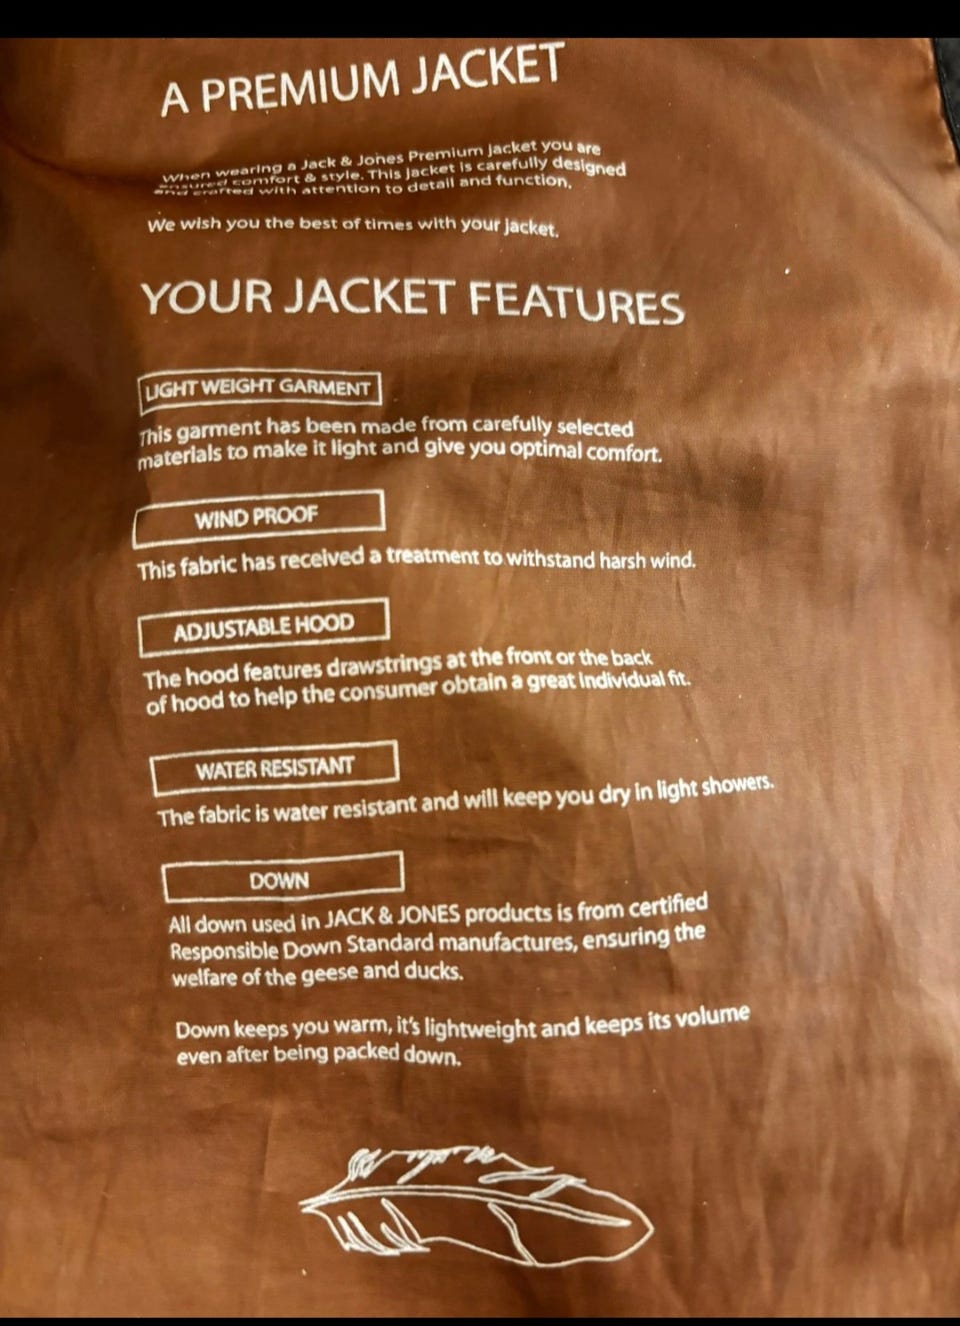 A PREMIUM JACKET
When wearing a Jack & Jones Premium Jacket you are
ensured comfort & style. This Jacket is carefully designed
and crafted with attention to detail and function.
We wish you the best of times with your Jacket.
YOUR JACKET FEATURES
LIGHT WEIGHT GARMENT
This garment has been made from carefully selected
materials to make it light and give you optimal comfort.
WIND PROOF
This fabric has received a treatment to withstand harsh wind.
ADJUSTABLE HOOD
The hood features drawstrings at the front or the back
of hood to help the consumer obtain a great individual fit.
WATER RESISTANT
The fabric is water resistant and will keep you dry in light showers.
DOWN
All down used in JACK & JONES products is from certified
Responsible Down Standard manufactures, ensuring the
welfare of the geese and ducks.
Down keeps you warm, it's lightweight and keeps its volume
even after being packed down.